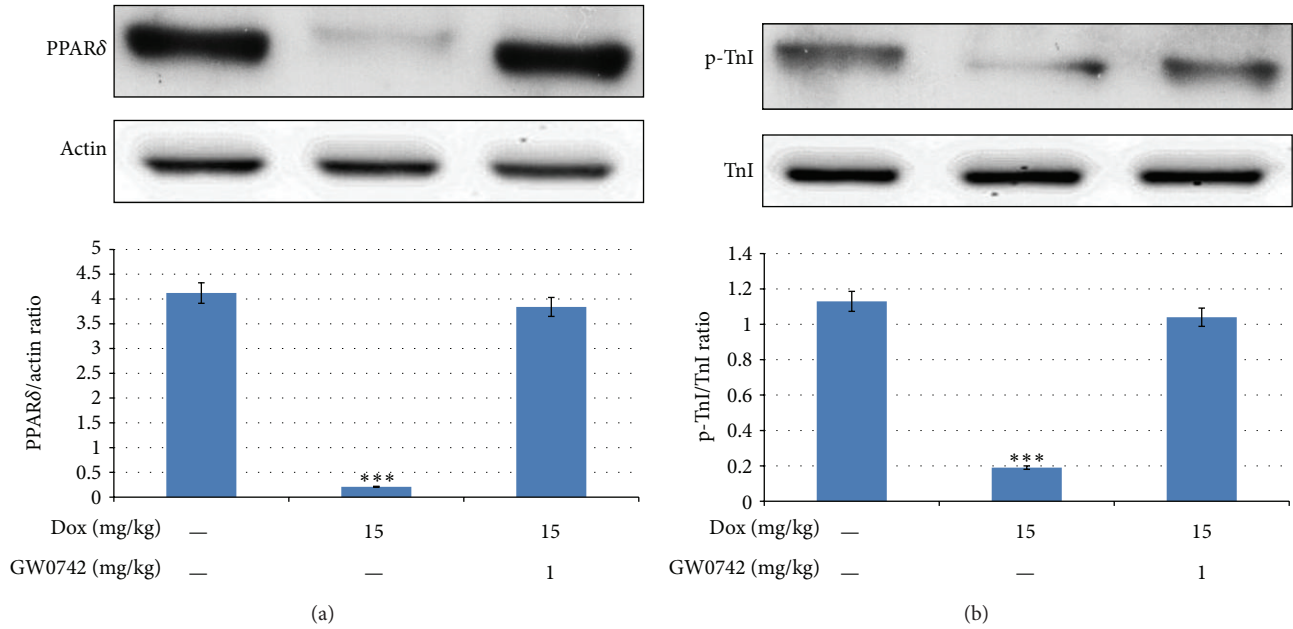 PPARδ
Actin
5
4.5
4
3.5
3
2.5
2
1.5
1
0.5
0
PPARδ/actin ratio
***
Dox (mg/kg) — 15 15
GW0742 (mg/kg) — — 1
(a)
p-TnI
TnI
1.4
1.2
1
0.8
0.6
0.4
0.2
0
p-TnI/TnI ratio
***
Dox (mg/kg) — 15 15
GW0742 (mg/kg) — — 1
(b)